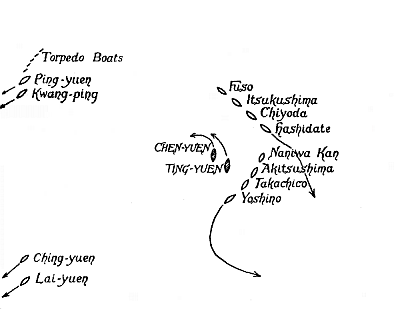 Torpedo Boats
Ping-yuen
Kwang-ping
Fuso
Itsukushima
Chiyoda
Hashidate
CHEN-YUEN
TING-YUEN
Naniwa Kan
Akitsushima
Takachico
Yoshino
Ching-yuen
Lai-yuen